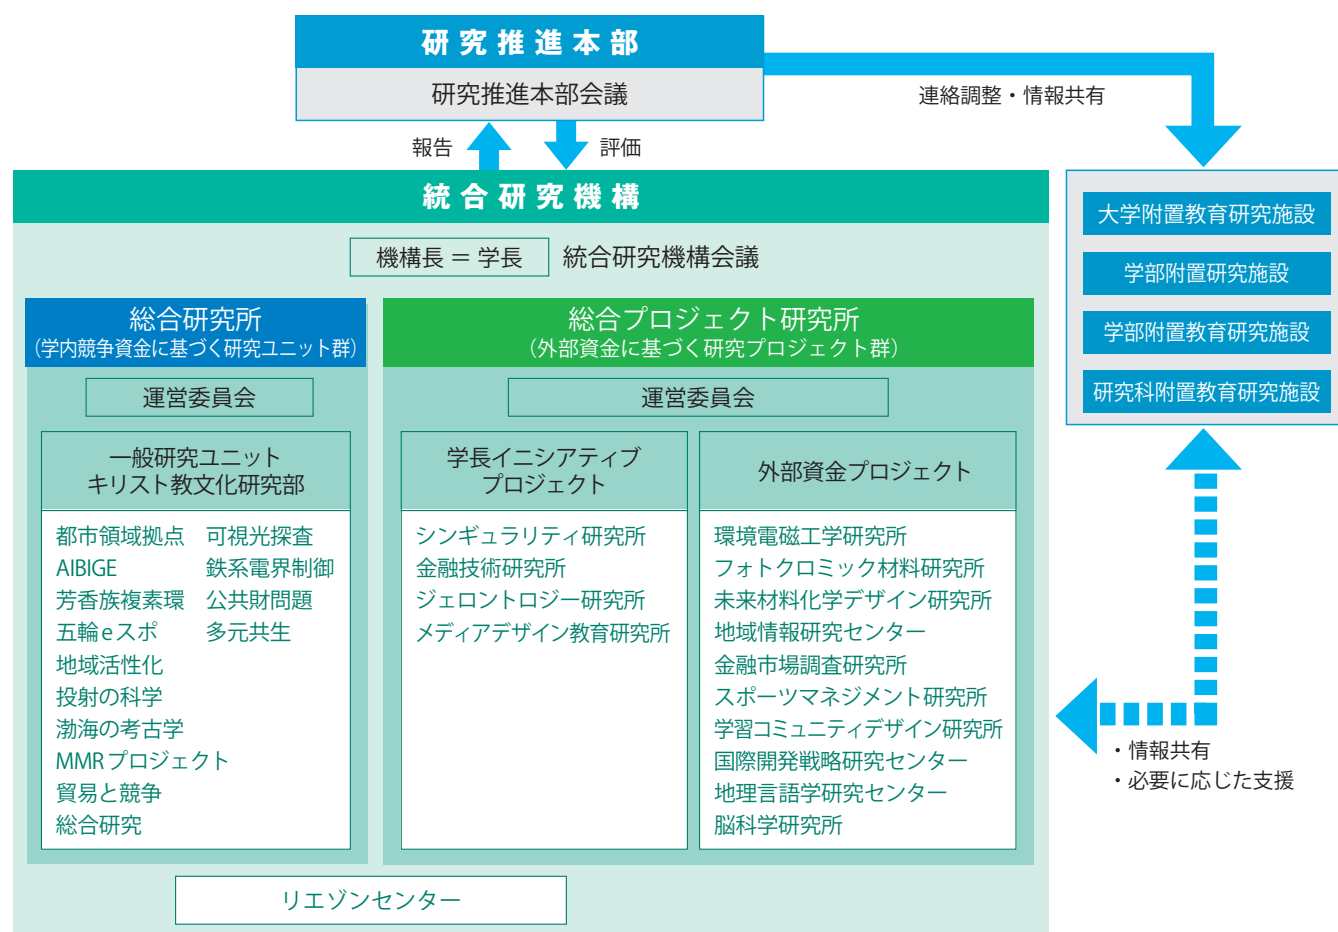 研究推進本部
研究推進本部会議
連絡調整・情報共有
報告
評価
統合研究機構
機構長＝学長
統合研究機構会議
大学附置教育研究施設
学部附置研究施設
学部附置教育研究施設
研究科附置教育研究施設
総合研究所
（学内競争資金に基づく研究ユニット群）
運営委員会
一般研究ユニット
キリスト教文化研究部
都市領域拠点
AIBIGE
芳香族複素環
五輪eスポ
地域活性化
投射の科学
渤海の考古学
MMRプロジェクト
貿易と競争
総合研究
可視光探査
鉄系電界制御
公共財問題
多元共生
総合プロジェクト研究所
（外部資金に基づく研究プロジェクト群）
運営委員会
学長イニシアティブ
プロジェクト
シンギュラリティ研究所
金融技術研究所
ジェロントロジー研究所
メディアデザイン教育研究所
外部資金プロジェクト
環境電磁工学研究所
フォトクロミック材料研究所
未来材料化学デザイン研究所
地域情報研究センター
金融市場調査研究所
スポーツマネジメント研究所
学習コミュニティデザイン研究所
国際開発戦略研究センター
地理言語学研究センター
脳科学研究所
・情報共有
・必要に応じた支援
リエゾンセンター